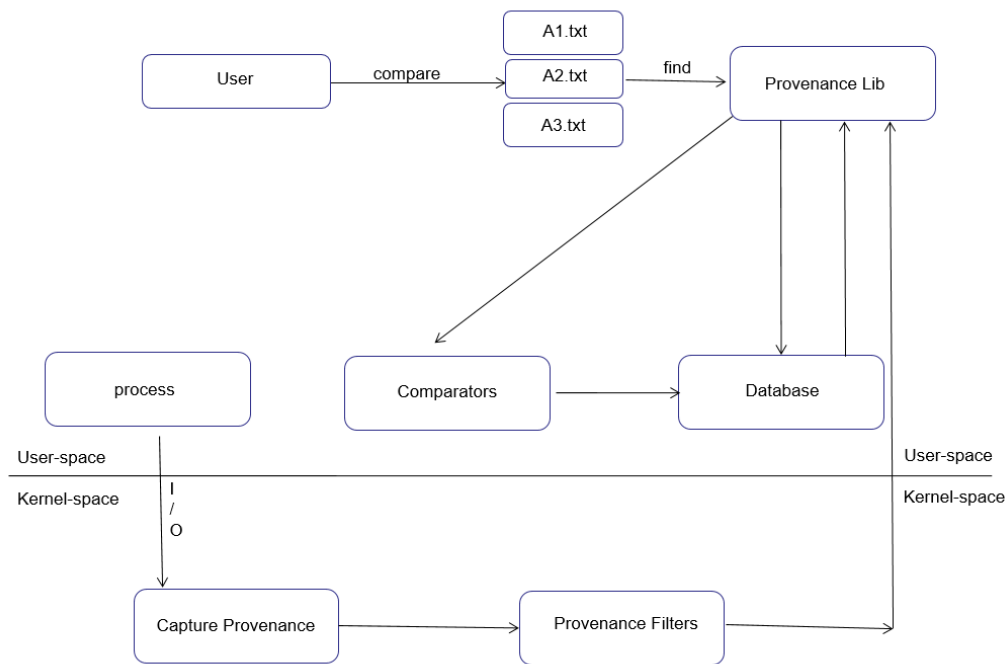 A1.txt
User
compare
A2.txt
find
Provenance Lib
A3.txt
process
Comparators
Database
User-space
User-space
Kernel-space
Kernel-space
I
/
O
Capture Provenance
Provenance Filters